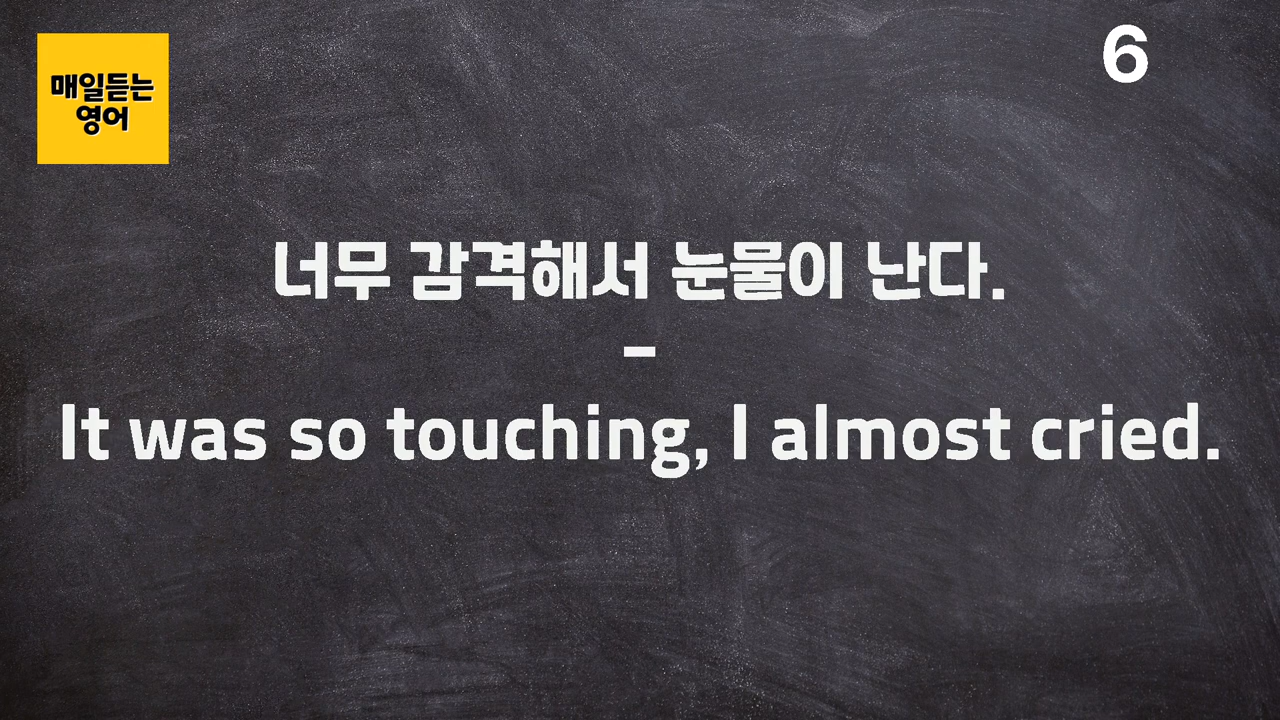 매일듣는
영어
6
너무 감격해서 눈물이 난다.
-
It was so touching, I almost cried.